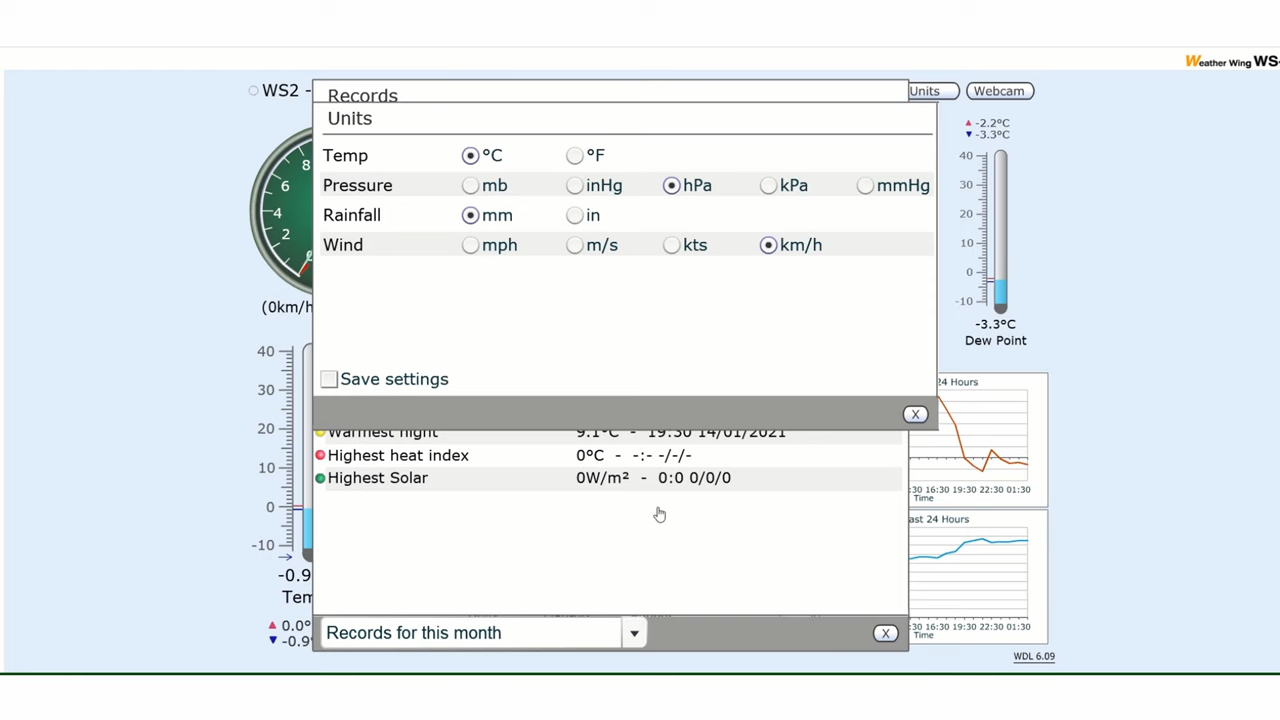 Weather Wing WS
WS2 -
Units
Webcam
Records
Units
Temp °C °F
Pressure mb inHg hPa kPa mmHg
Rainfall mm in
Wind mph m/s kts km/h
Save settings
X
Warmest night 9.1°C - 19:30 14/01/2021
Highest heat index 0°C - -:- -/-/-
Highest Solar 0W/m² - 0:0 0/0/0
Records for this month
X
8
6
4
2
0
(0km/h
40
30
20
10
0
-10
-0.9
Tem
0.0°
-0.9°
-2.2°C
-3.3°C
40
30
20
10
0
-10
-3.3°C
Dew Point
24 Hours
16:30 19:30 22:30 01:30
Time
ast 24 Hours
16:30 19:30 22:30 01:30
Time
WDL 6.09